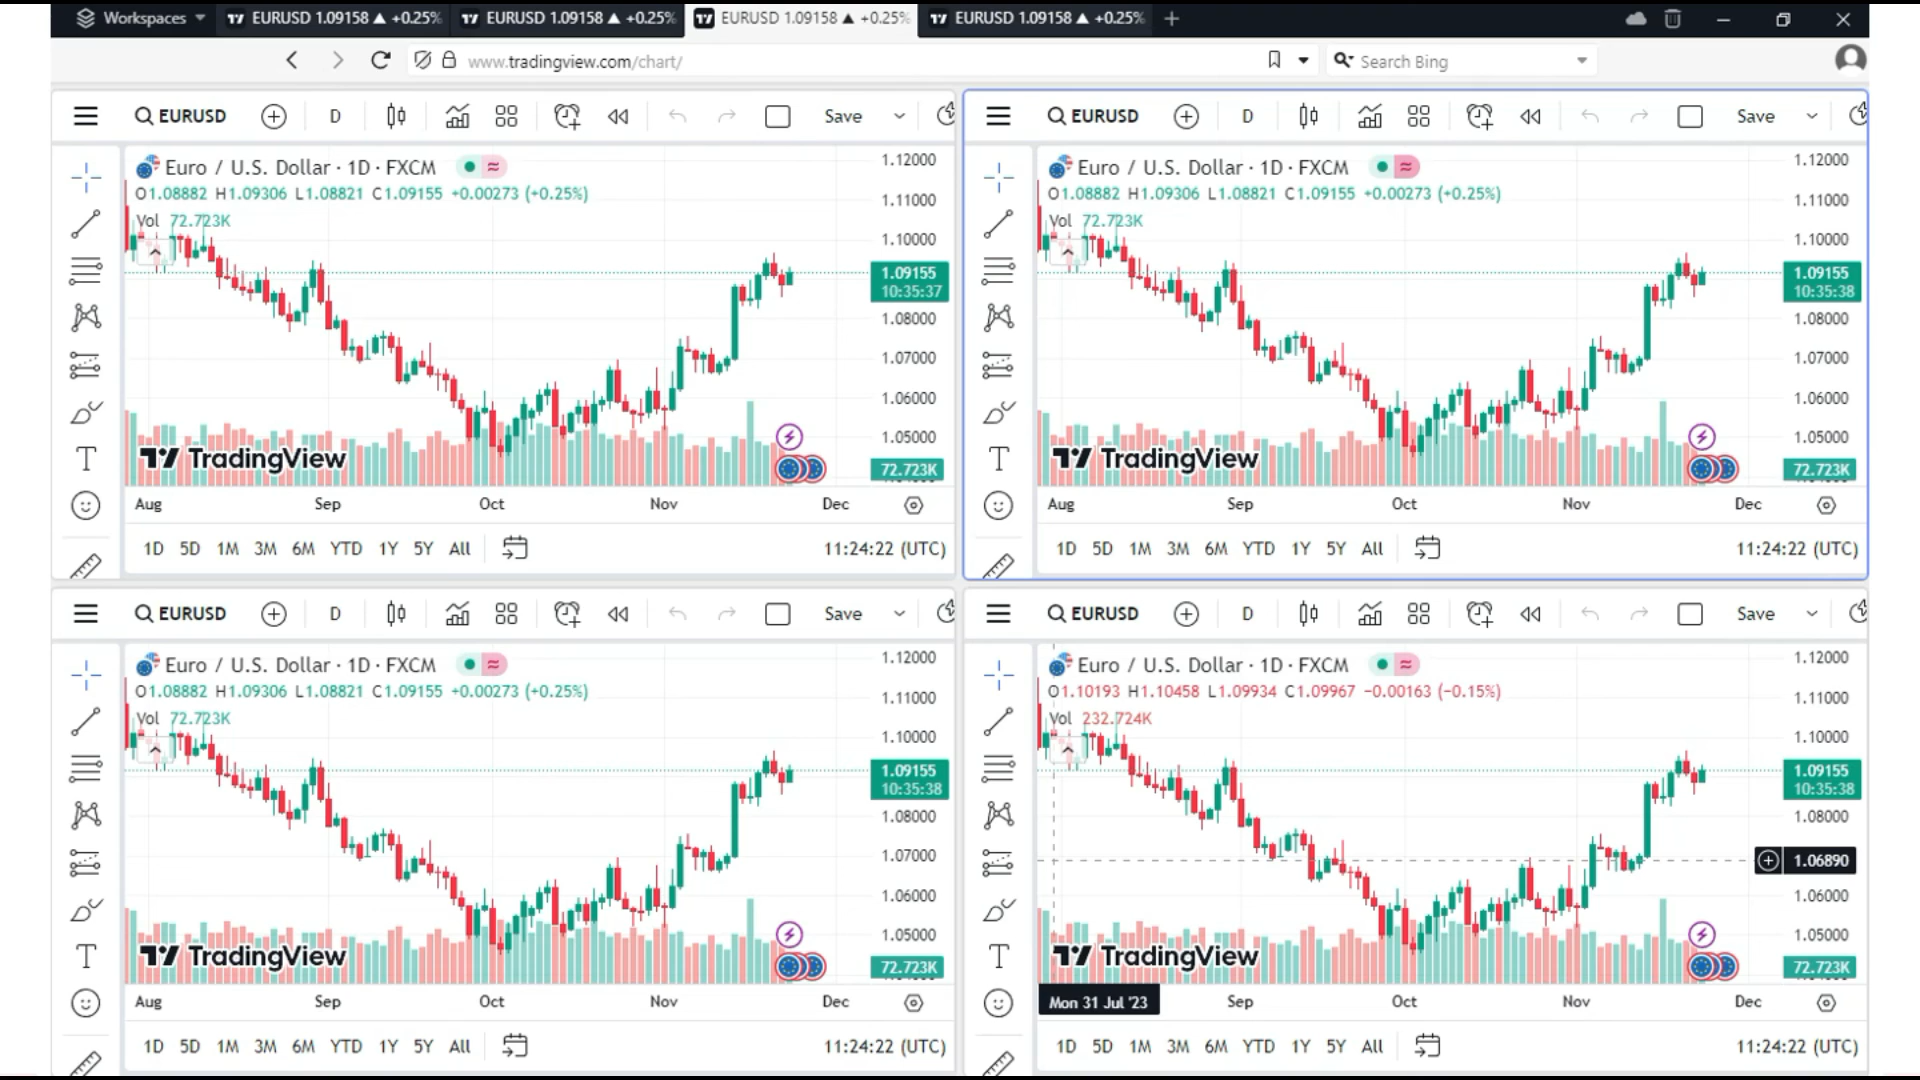 Workspaces
EURUSD 1.09158 ▲ +0.25%
EURUSD 1.09158 ▲ +0.25%
EURUSD 1.09158 ▲ +0.25%
EURUSD 1.09158 ▲ +0.25%
www.tradingview.com/chart/
Search Bing
EURUSD D Save
Euro / U.S. Dollar · 1D · FXCM
O1.08882 H1.09306 L1.08821 C1.09155 +0.00273 (+0.25%)
Vol 72.723K
1.12000
1.11000
1.10000
1.09155
10:35:37
1.08000
1.07000
1.06000
1.05000
72.723K
TradingView
Aug Sep Oct Nov Dec
1D 5D 1M 3M 6M YTD 1Y 5Y All 11:24:22 (UTC)
EURUSD D Save
Euro / U.S. Dollar · 1D · FXCM
O1.08882 H1.09306 L1.08821 C1.09155 +0.00273 (+0.25%)
Vol 72.723K
1.12000
1.11000
1.10000
1.09155
10:35:38
1.08000
1.07000
1.06000
1.05000
72.723K
TradingView
Aug Sep Oct Nov Dec
1D 5D 1M 3M 6M YTD 1Y 5Y All 11:24:22 (UTC)
EURUSD D Save
Euro / U.S. Dollar · 1D · FXCM
O1.08882 H1.09306 L1.08821 C1.09155 +0.00273 (+0.25%)
Vol 72.723K
1.12000
1.11000
1.10000
1.09155
10:35:38
1.08000
1.07000
1.06000
1.05000
72.723K
TradingView
Aug Sep Oct Nov Dec
1D 5D 1M 3M 6M YTD 1Y 5Y All 11:24:22 (UTC)
EURUSD D Save
Euro / U.S. Dollar · 1D · FXCM
O1.10193 H1.10458 L1.09934 C1.09967 −0.00163 (−0.15%)
Vol 232.724K
1.12000
1.11000
1.10000
1.09155
10:35:38
1.08000
1.06890
1.06000
1.05000
72.723K
TradingView
Mon 31 Jul '23 Sep Oct Nov Dec
1D 5D 1M 3M 6M YTD 1Y 5Y All 11:24:22 (UTC)